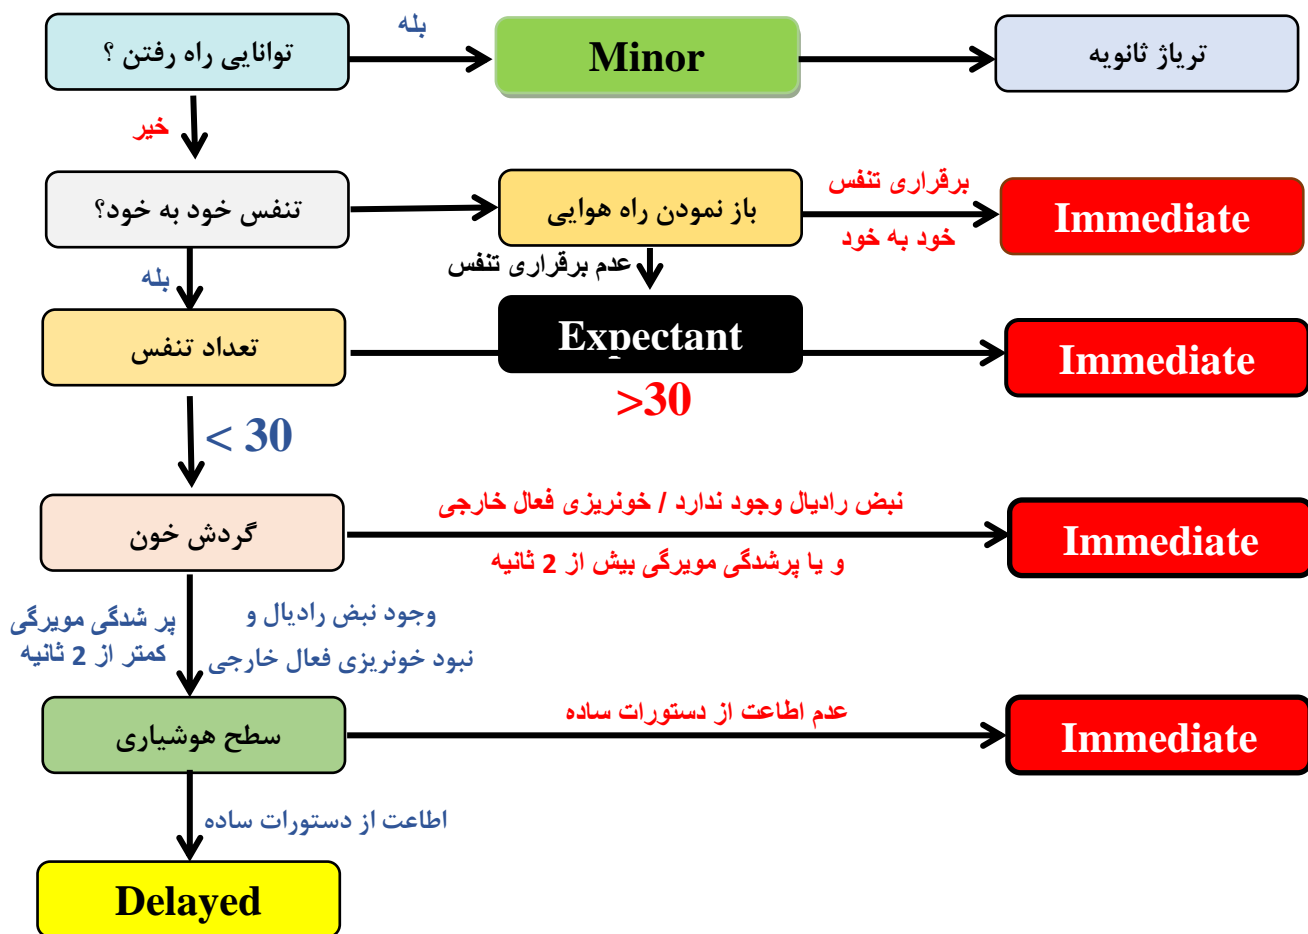 توانایی راه رفتن ؟
بله
Minor
تریاژ ثانویه
خیر
تنفس خود به خود؟
باز نمودن راه هوایی
برقراری تنفس
خود به خود
Immediate
عدم برقراری تنفس
بله
تعداد تنفس
Expectant
Immediate
>30
< 30
گردش خون
نبض رادیال وجود ندارد / خونریزی فعال خارجی
و یا پرشدگی مویرگی بیش از 2 ثانیه
Immediate
پر شدگی مویرگی
کمتر از 2 ثانیه
وجود نبض رادیال و
نبود خونریزی فعال خارجی
سطح هوشیاری
عدم اطاعت از دستورات ساده
Immediate
اطاعت از دستورات ساده
Delayed